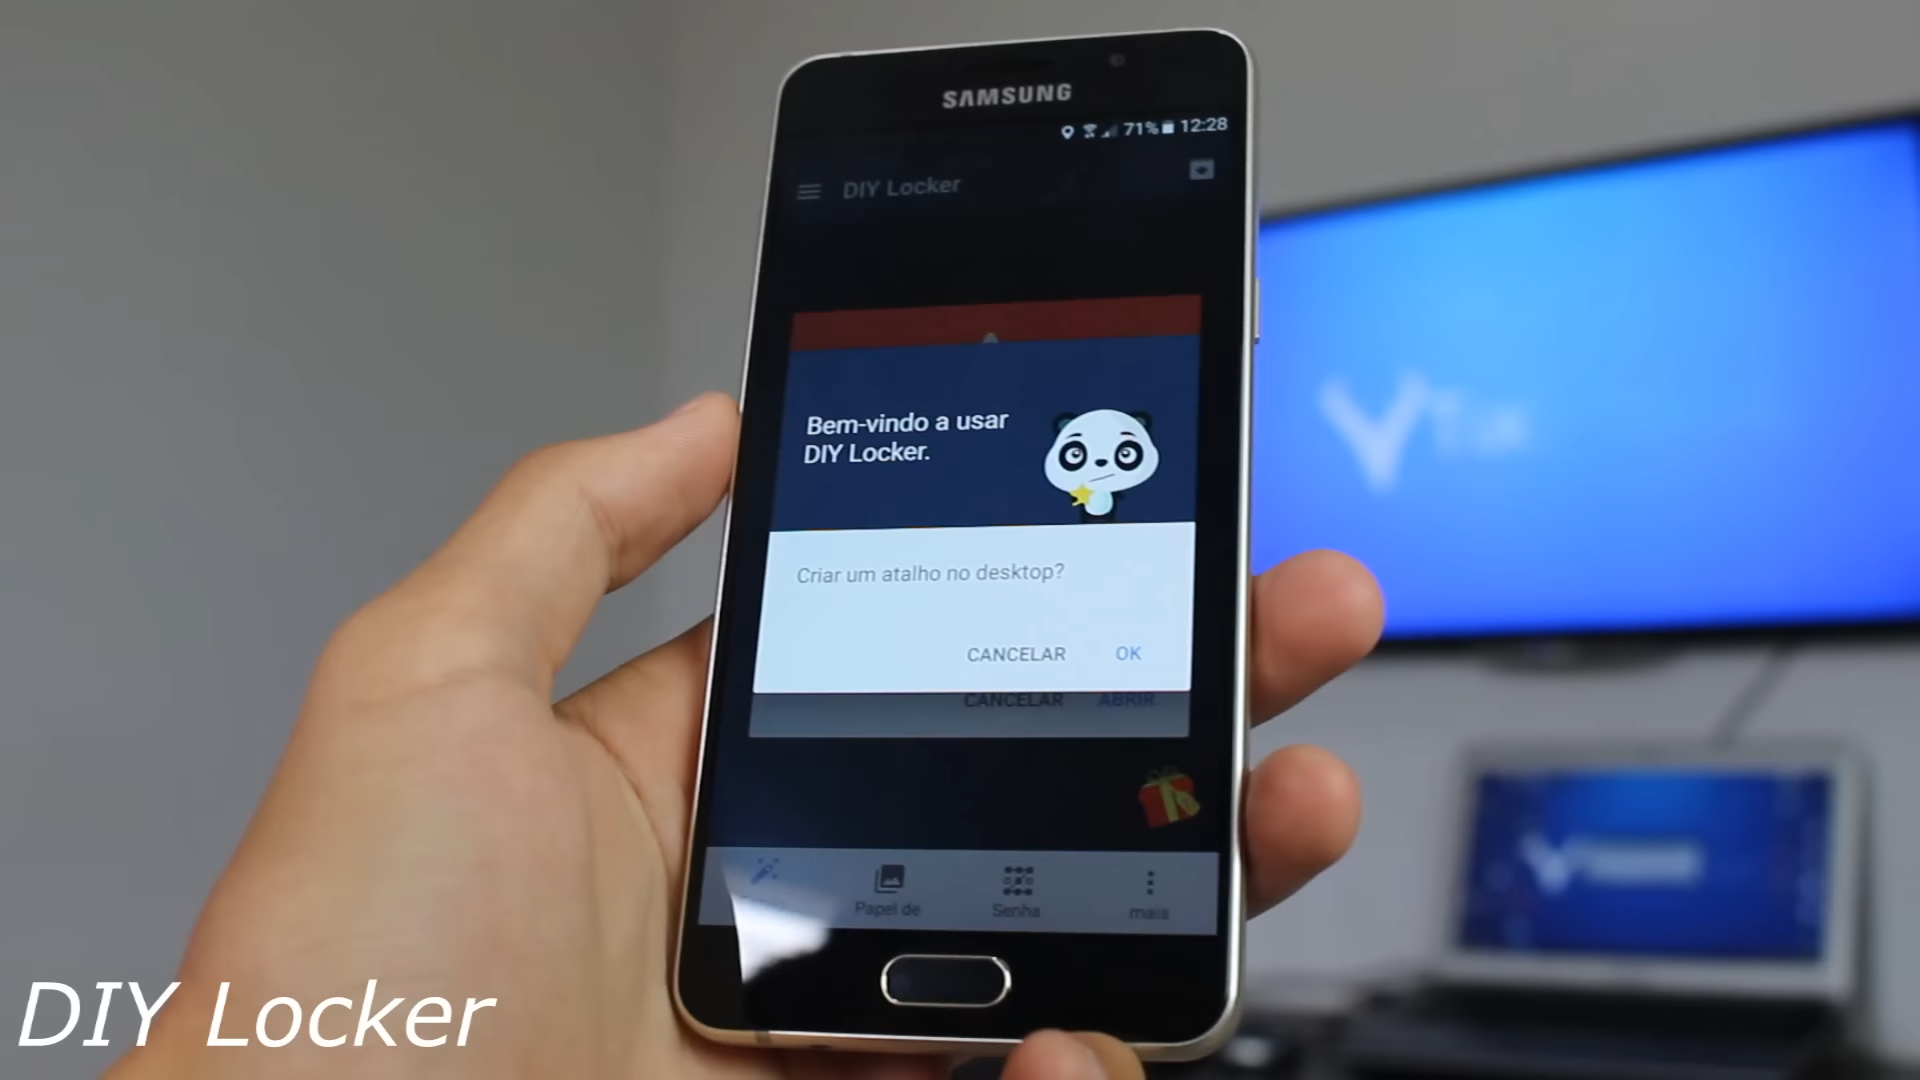 SAMSUNG
71% 12:28
DIY Locker
Bem-vindo a usar
DIY Locker.
Criar um atalho no desktop?
CANCELAR OK
CANCELAR ABRIR
Papel de Senha mais
DIY Locker